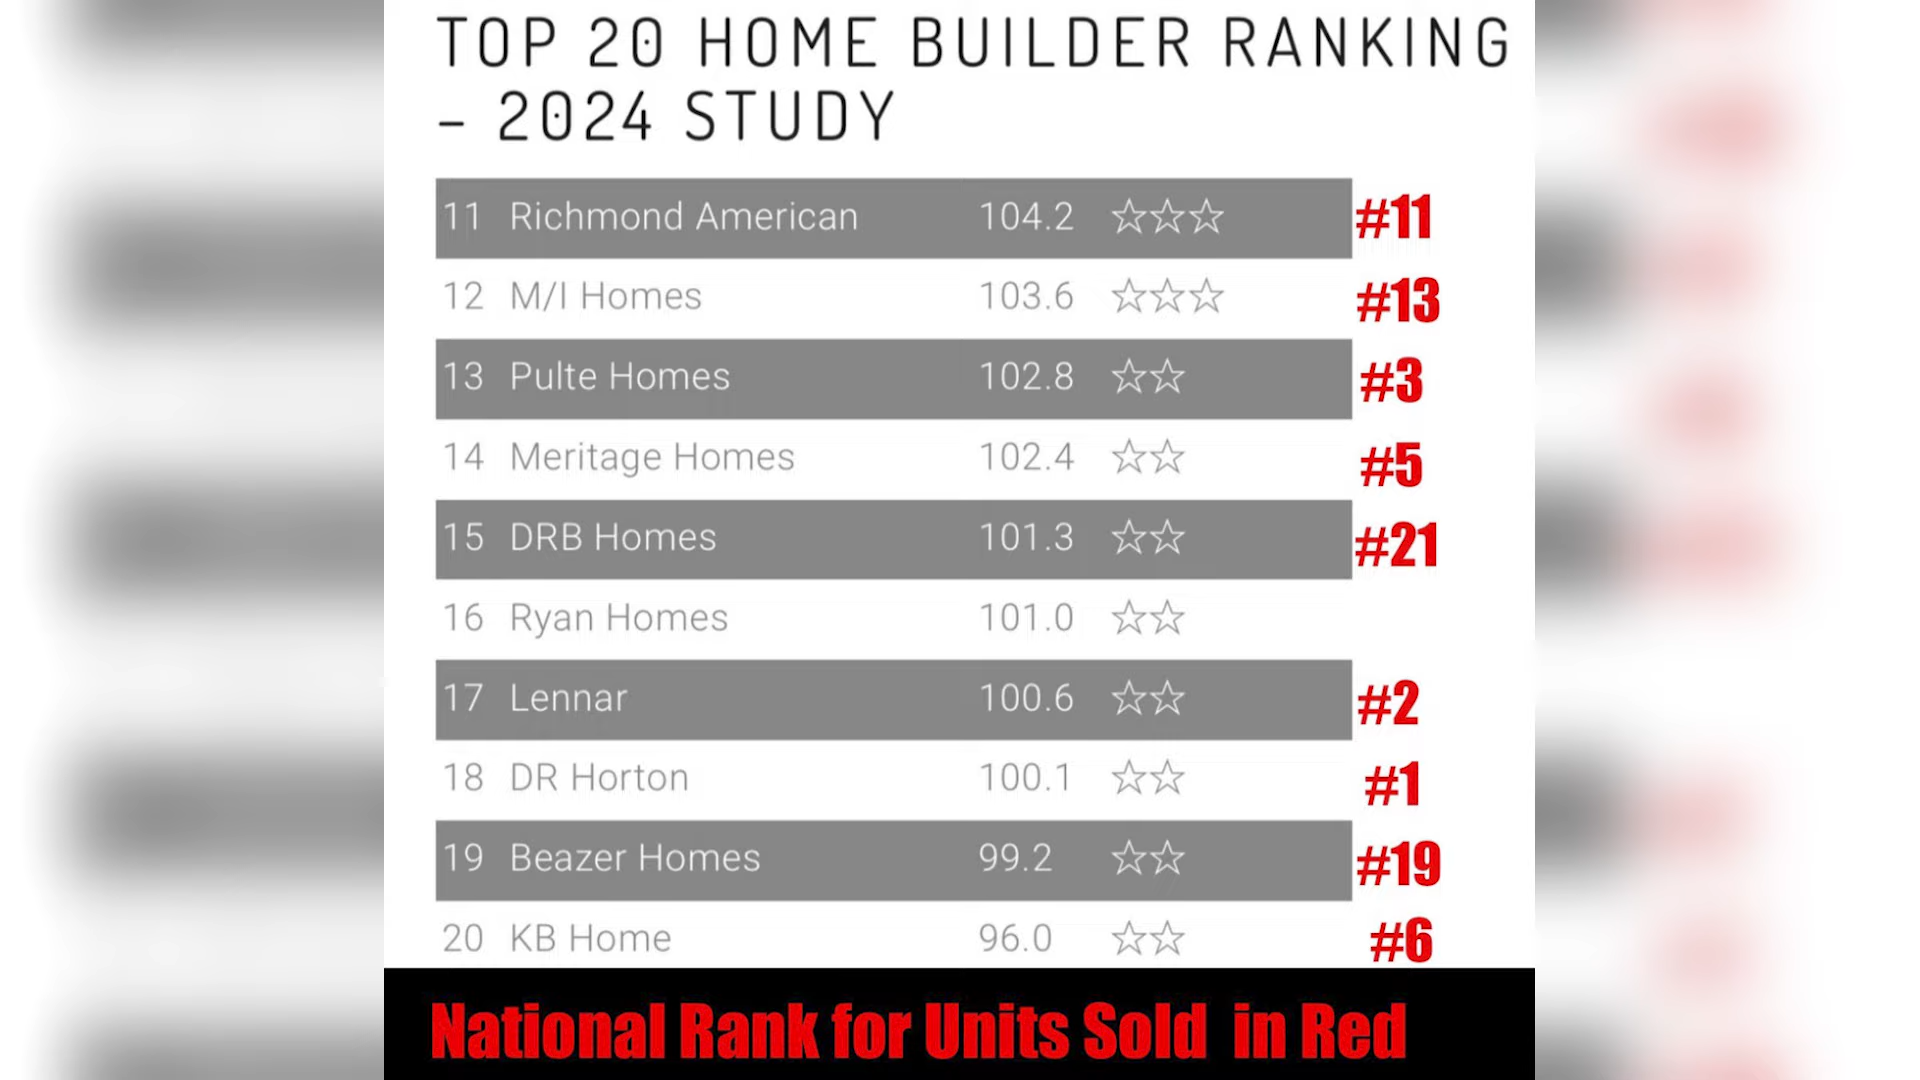 TOP 20 HOME BUILDER RANKING
– 2024 STUDY
11 Richmond American 104.2 ☆☆☆ #11
12 M/I Homes 103.6 ☆☆☆ #13
13 Pulte Homes 102.8 ☆☆ #3
14 Meritage Homes 102.4 ☆☆ #5
15 DRB Homes 101.3 ☆☆ #21
16 Ryan Homes 101.0 ☆☆
17 Lennar 100.6 ☆☆ #2
18 DR Horton 100.1 ☆☆ #1
19 Beazer Homes 99.2 ☆☆ #19
20 KB Home 96.0 ☆☆ #6
National Rank for Units Sold in Red